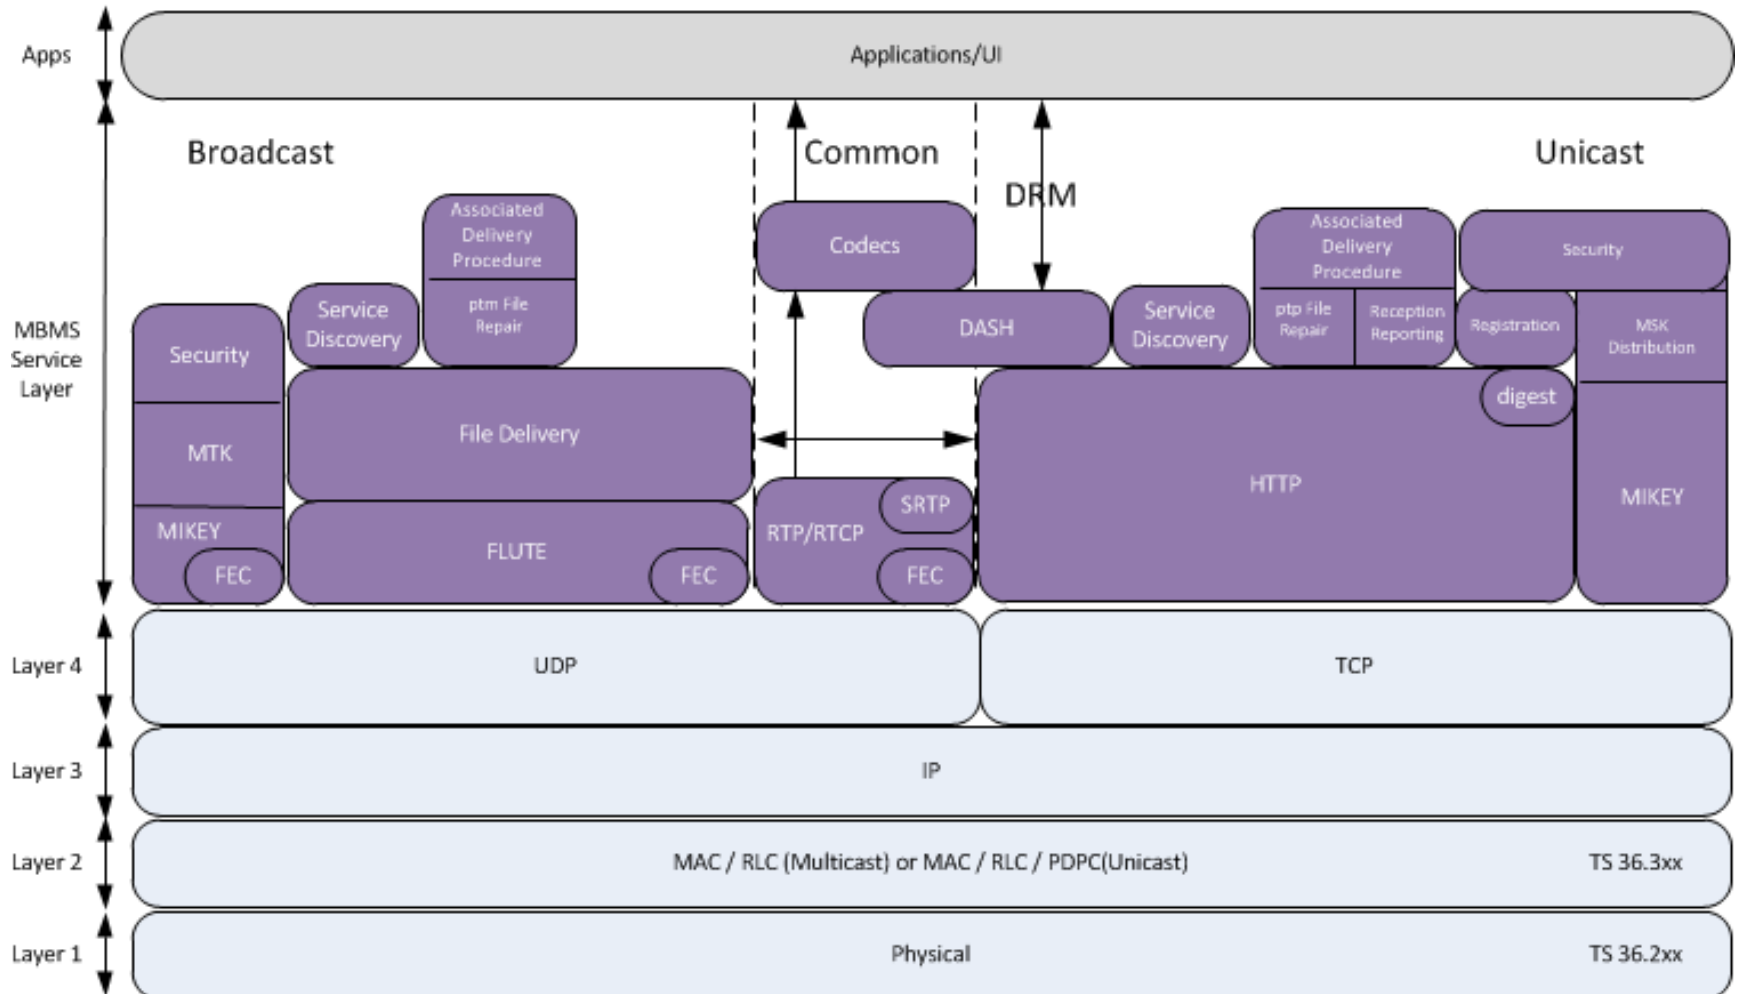 Apps
Applications/UI
Broadcast
Common
Unicast
DRM
MBMS
Service
Layer
Security
MTK
MIKEY
FEC
Service
Discovery
Associated
Delivery
Procedure
ptm File
Repair
File Delivery
FLUTE
FEC
Codecs
DASH
RTP/RTCP
SRTP
FEC
Service
Discovery
Associated
Delivery
Procedure
ptp File
Repair
Reception
Reporting
Security
Registration
MSK
Distribution
digest
HTTP
MIKEY
Layer 4
UDP
TCP
Layer 3
IP
Layer 2
MAC / RLC (Multicast) or MAC / RLC / PDPC(Unicast)
TS 36.3xx
Layer 1
Physical
TS 36.2xx